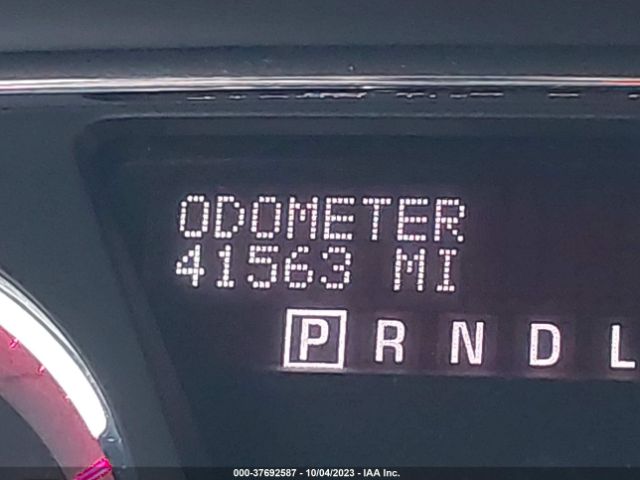 ODOMETER
41563 MI
P R N D L
000-37692587 - 10/04/2023 - IAA Inc.